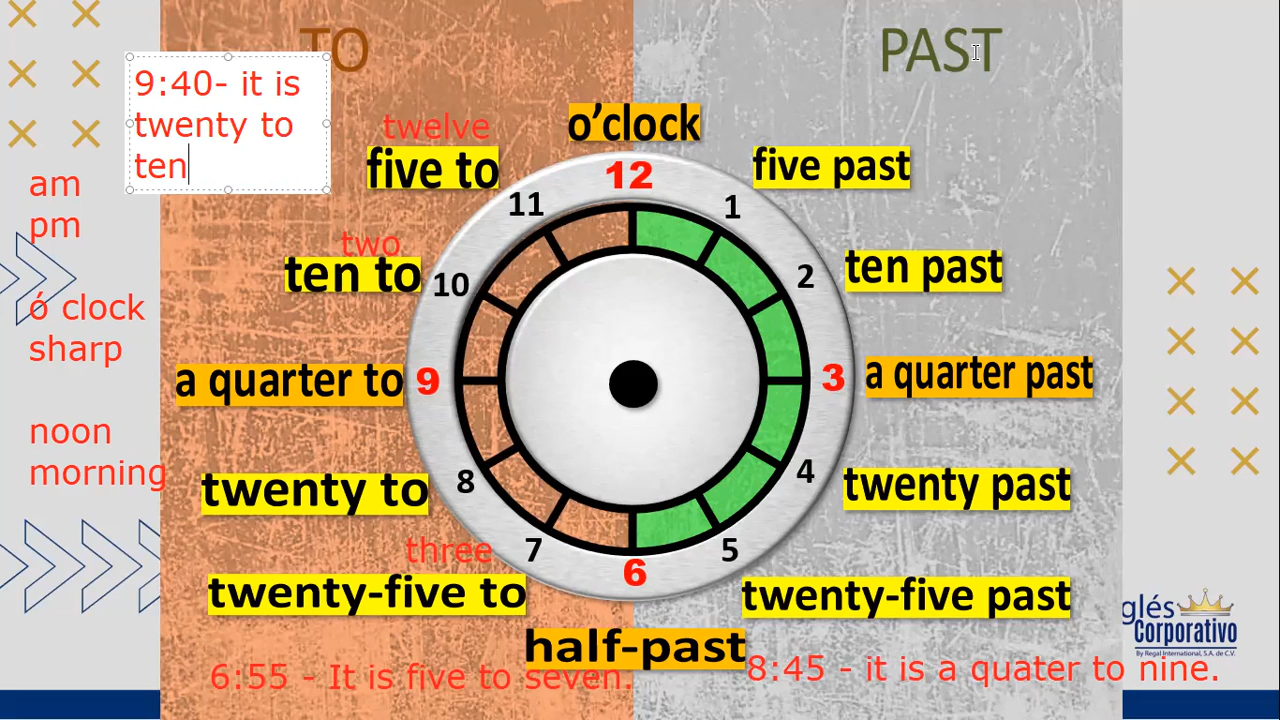 TO
PAST
9:40- it is
twenty to
ten
twelve
o'clock
five to
five past
12
am
11
1
pm
two
ten to
ten past
10
2
ó clock
sharp
a quarter to
9
3
a quarter past
noon
morning
twenty to
8
4
twenty past
three
7
5
6
twenty-five to
twenty-five past
glés
Corporativo
By Regal International, S.A. de C.V.
half-past
6:55 - It is five to seven.
8:45 - it is a quater to nine.